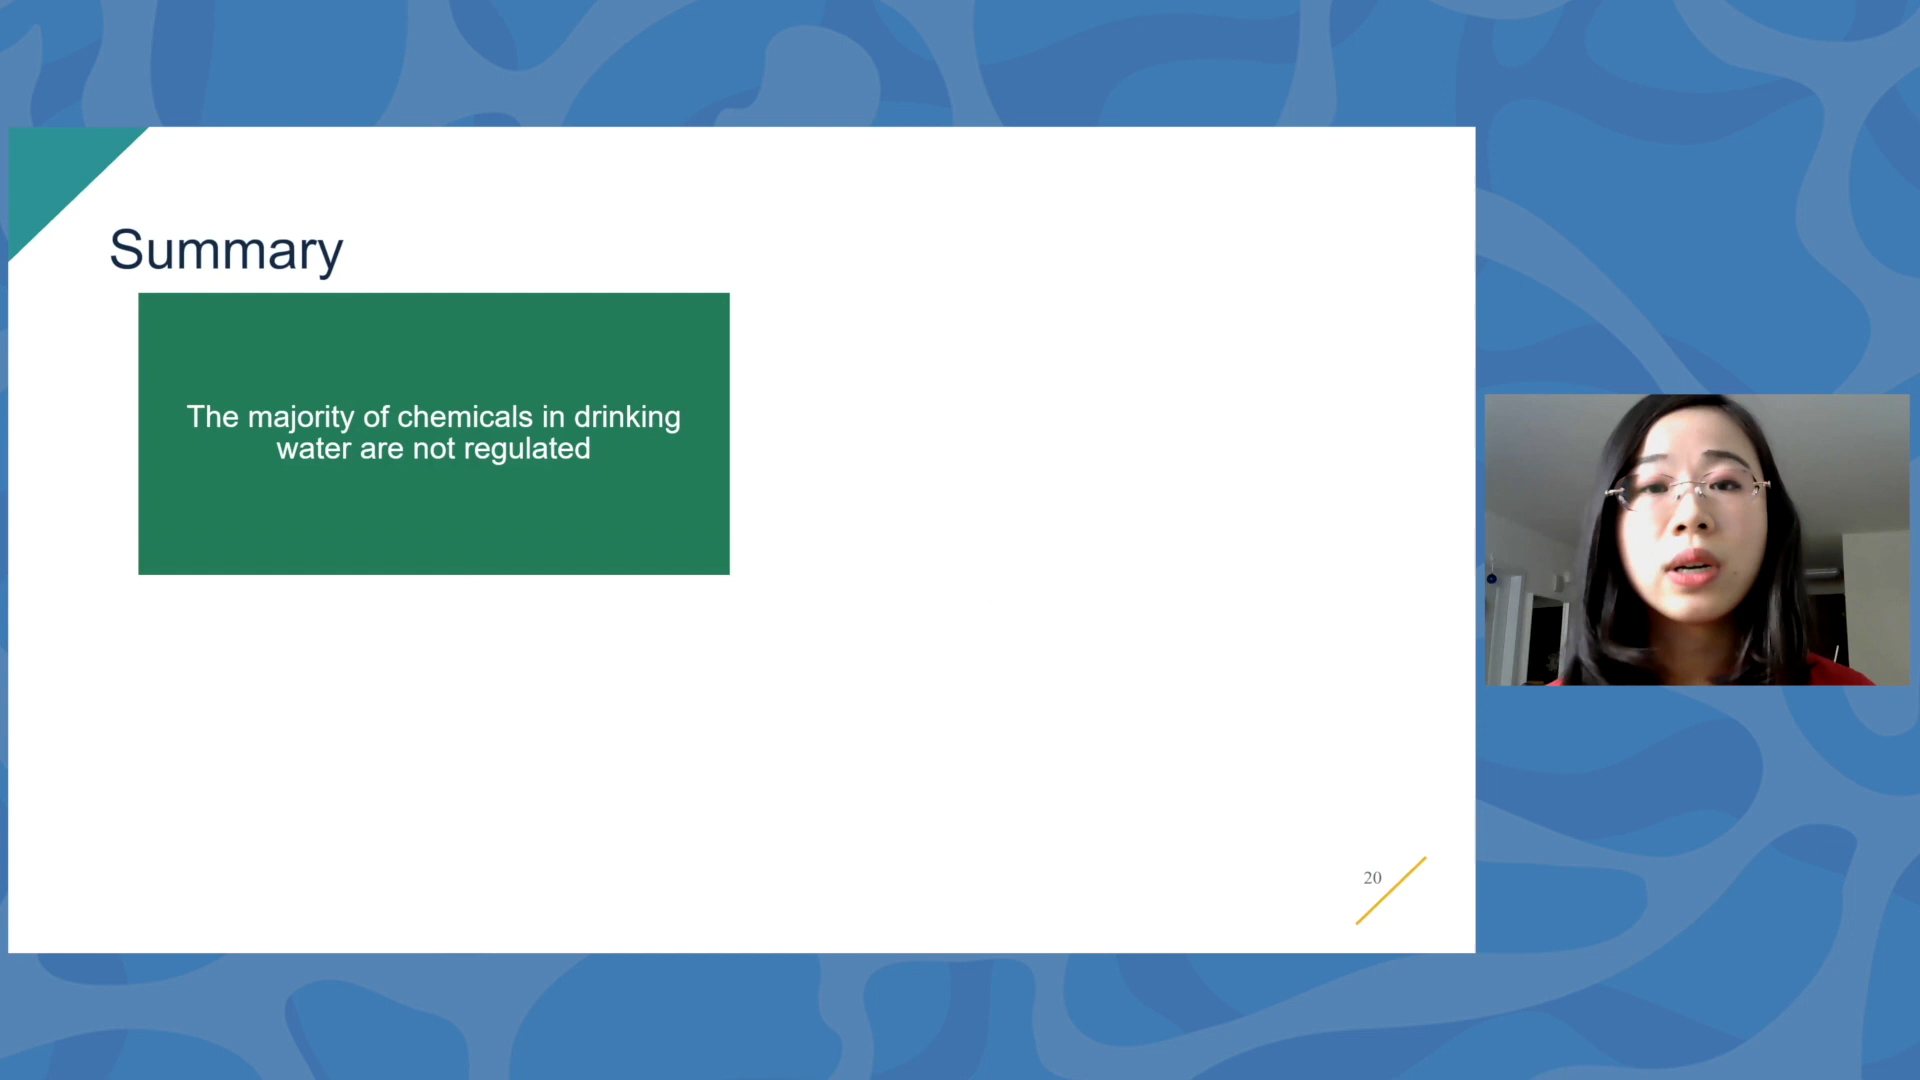 Summary
The majority of chemicals in drinking
water are not regulated
20